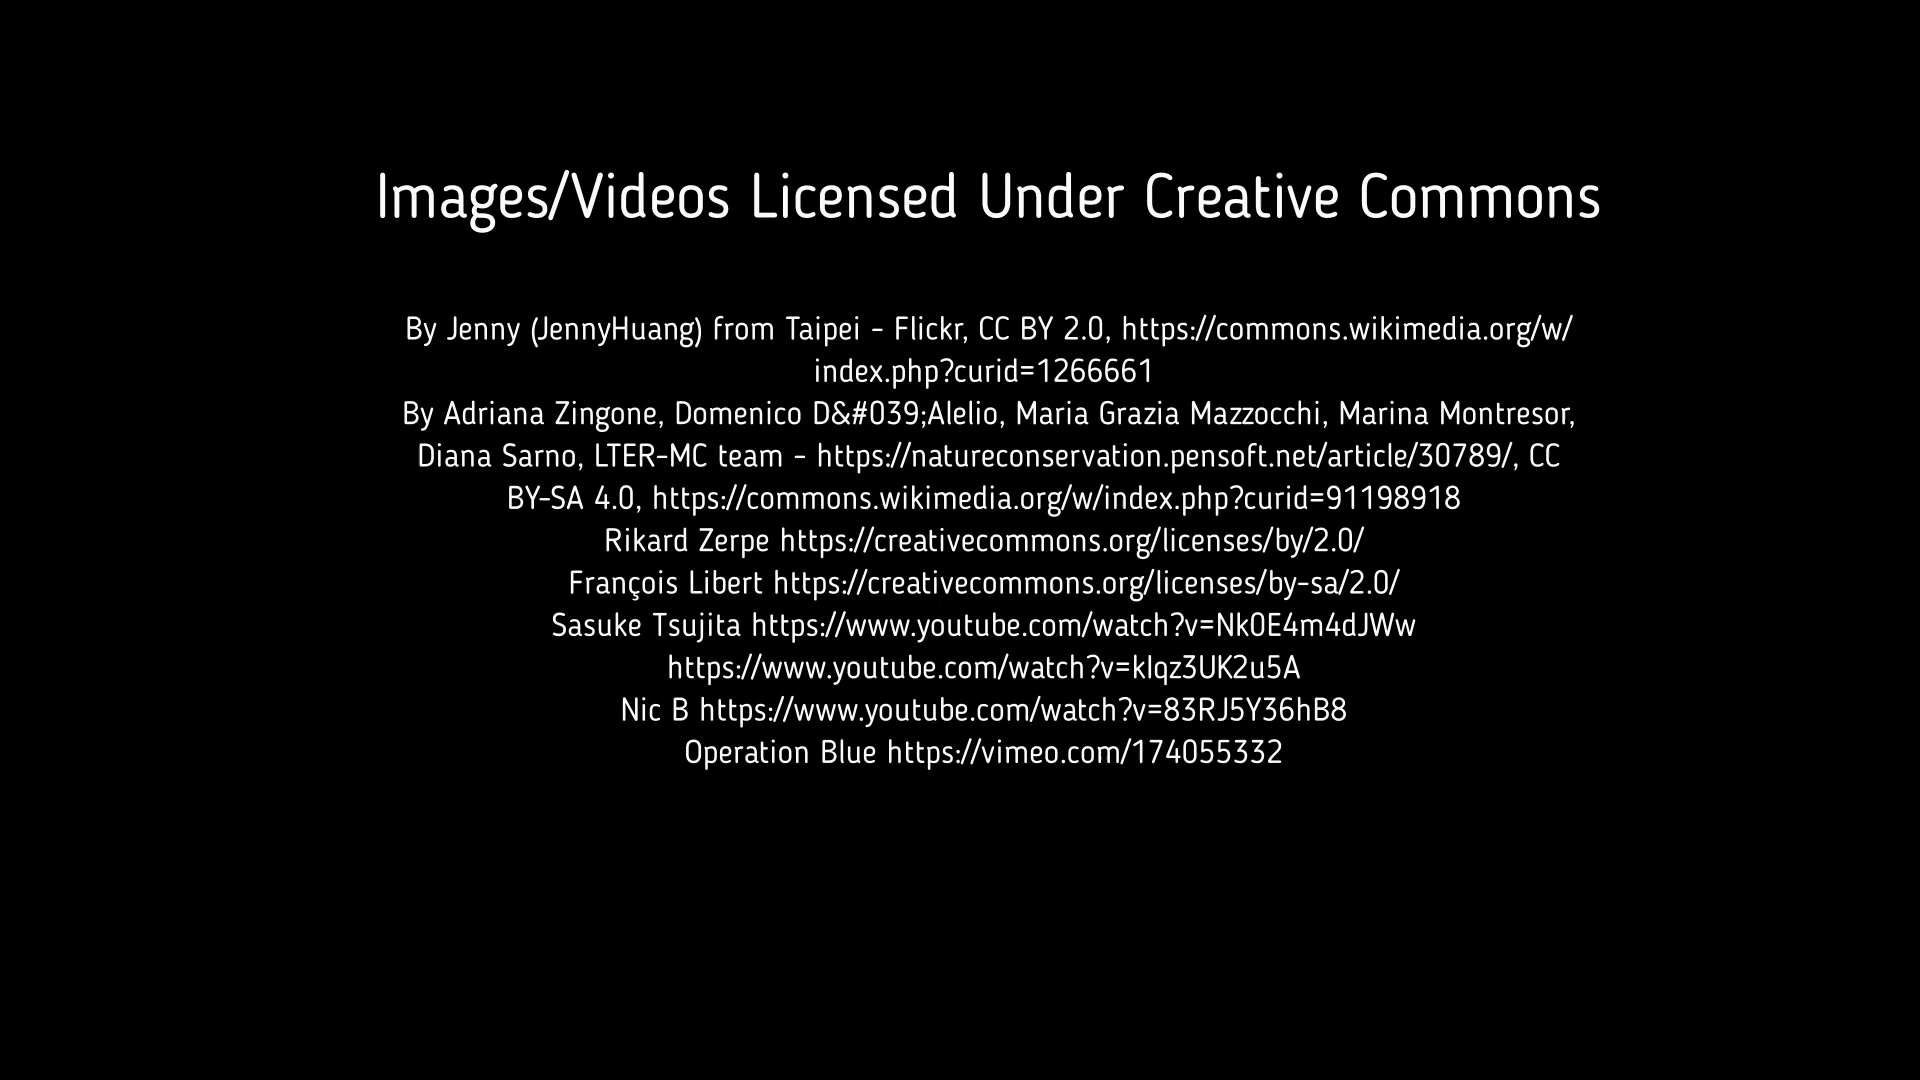 Images/Videos Licensed Under Creative Commons
By Jenny (JennyHuang) from Taipei - Flickr, CC BY 2.0, https://commons.wikimedia.org/w/
index.php?curid=1266661
By Adriana Zingone, Domenico D&#039;Alelio, Maria Grazia Mazzocchi, Marina Montresor,
Diana Sarno, LTER-MC team - https://natureconservation.pensoft.net/article/30789/, CC
BY-SA 4.0, https://commons.wikimedia.org/w/index.php?curid=91198918
Rikard Zerpe https://creativecommons.org/licenses/by/2.0/
François Libert https://creativecommons.org/licenses/by-sa/2.0/
Sasuke Tsujita https://www.youtube.com/watch?v=Nk0E4m4dJWw
https://www.youtube.com/watch?v=kIqz3UK2u5A
Nic B https://www.youtube.com/watch?v=83RJ5Y36hB8
Operation Blue https://vimeo.com/174055332